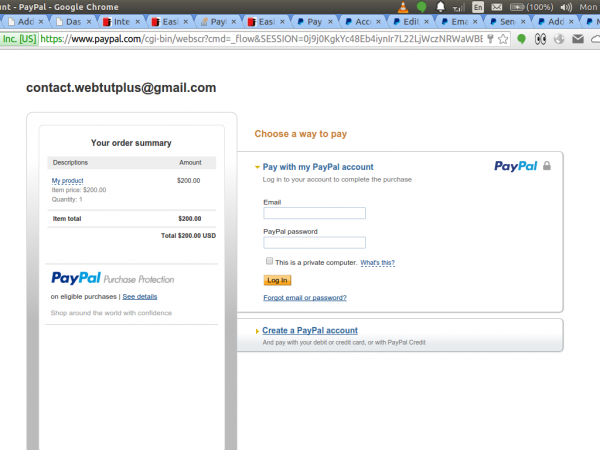 nt - PayPal - Google Chrome
En
(100%)
Mon
Add
Das
Inte
Easi
Payi
Easi
Pay
Acc
Edit
Ema
Sen
Add
N
Inc. [US]
https://www.paypal.com/cgi-bin/webscr?cmd=_flow&SESSION=
contact.webtutplus@gmail.com
Choose a way to pay
Your order summary
Descriptions Amount
My product $200.00
Item price: $200.00
Quantity: 1
Item total $200.00
Total $200.00 USD
PayPal Purchase Protection
on eligible purchases | See details
Shop around the world with confidence
Pay with my PayPal account
PayPal
Log in to your account to complete the purchase
Email
PayPal password
This is a private computer. What's this?
Log In
Forgot email or password?
Create a PayPal account
And pay with your debit or credit card, or with PayPal Credit